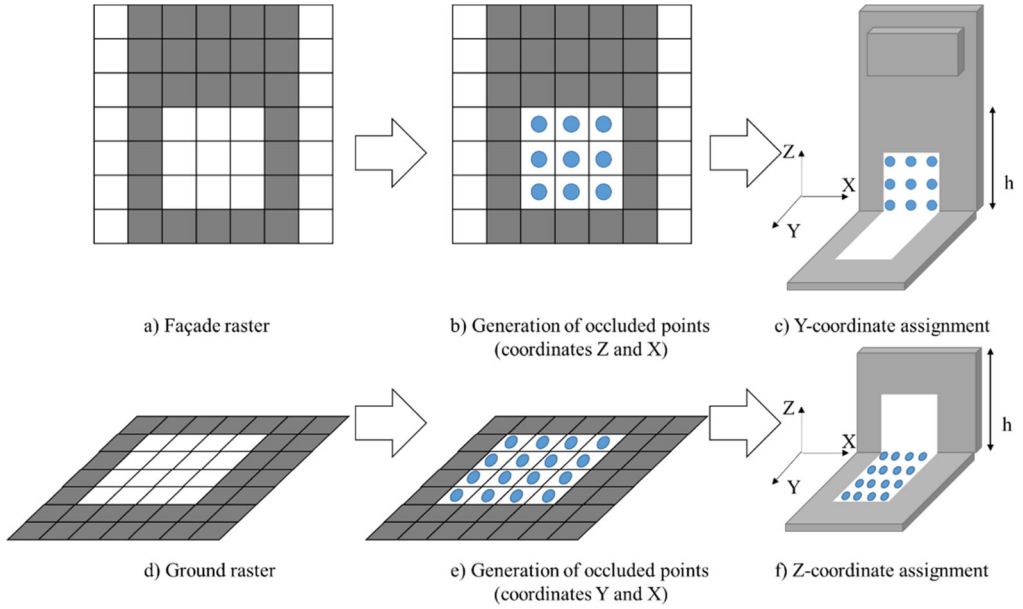 Z
X
Y
h
a) Façade raster
b) Generation of occluded points
(coordinates Z and X)
c) Y-coordinate assignment
Z
X
Y
h
d) Ground raster
e) Generation of occluded points
(coordinates Y and X)
f) Z-coordinate assignment